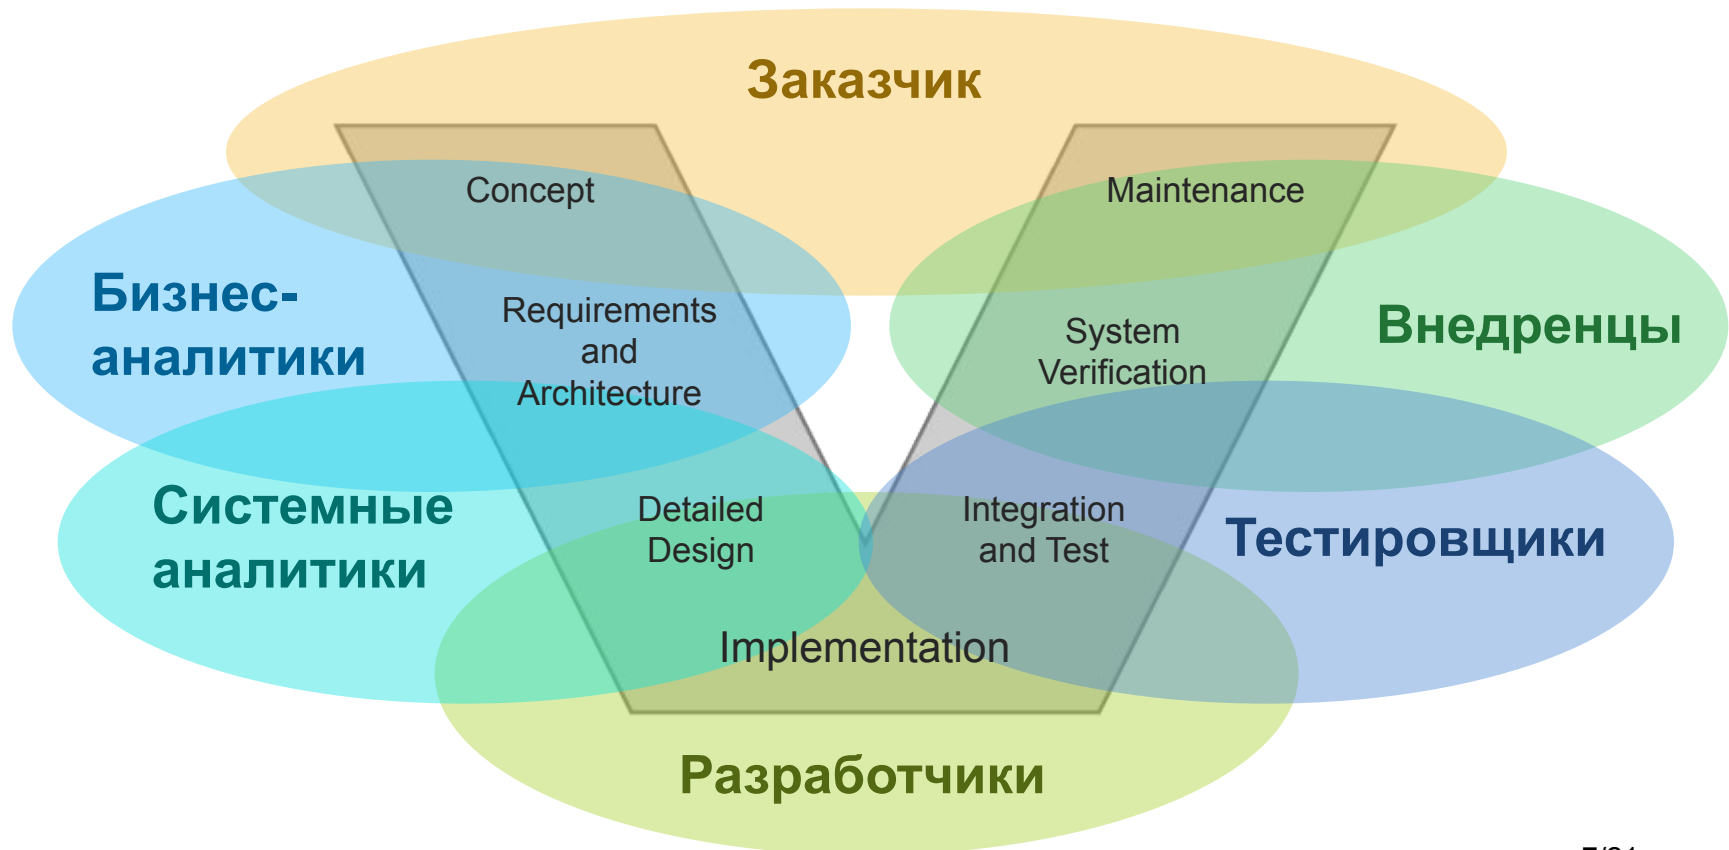 Заказчик
Concept
Maintenance
Бизнес-
аналитики
Requirements
and
Architecture
System
Verification
Внедренцы
Системные
аналитики
Detailed
Design
Integration
and Test
Тестировщики
Implementation
Разработчики